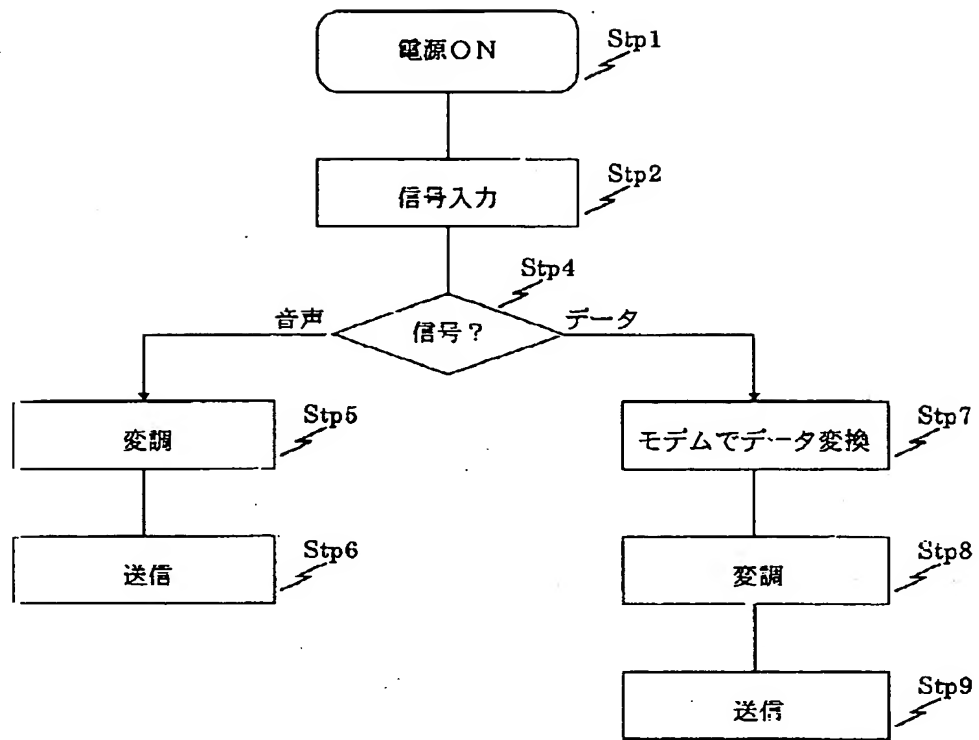 電源ON
Stp1
信号入力
Stp2
Stp4
音声
信号?
データ
変調
Stp5
モデムでデータ変換
Stp7
送信
Stp6
変調
Stp8
送信
Stp9